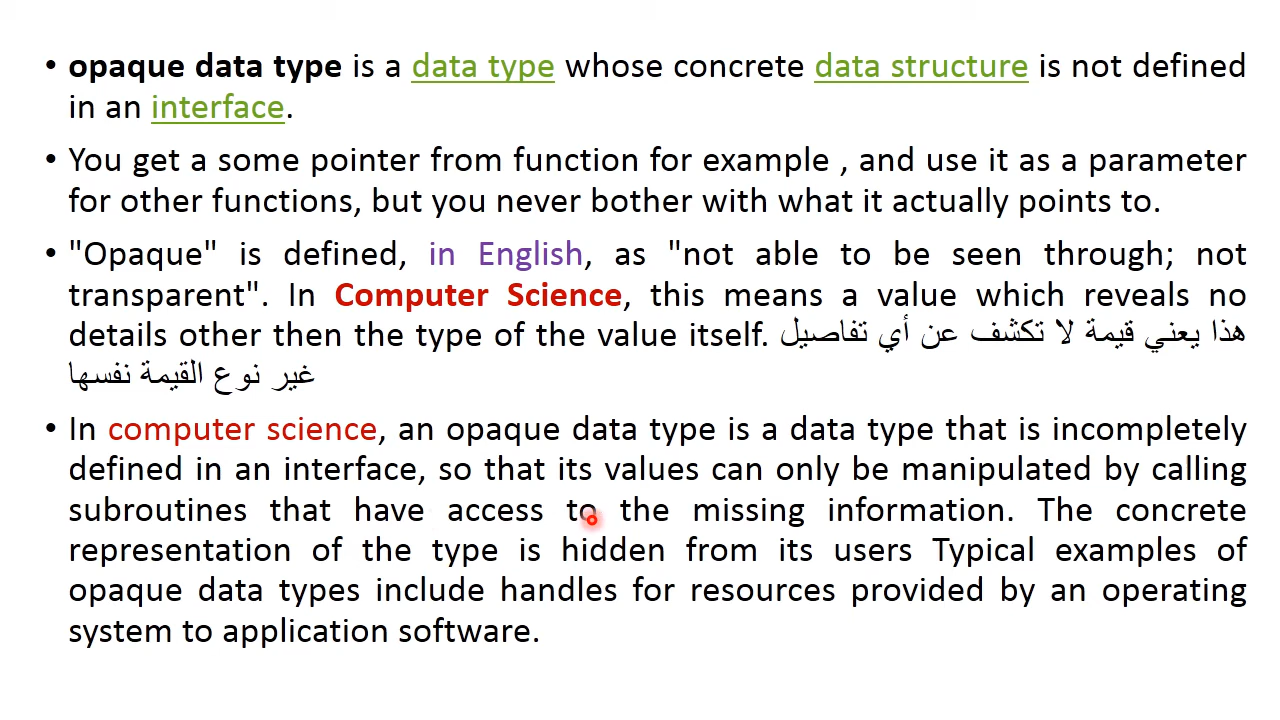 • opaque data type is a data type whose concrete data structure is not defined
in an interface.
• You get a some pointer from function for example , and use it as a parameter
for other functions, but you never bother with what it actually points to.
• "Opaque" is defined, in English, as "not able to be seen through; not
transparent". In Computer Science, this means a value which reveals no
details other then the type of the value itself. هذا يعني قيمة لا تكشف عن أي تفاصيل
غير نوع القيمة نفسها
• In computer science, an opaque data type is a data type that is incompletely
defined in an interface, so that its values can only be manipulated by calling
subroutines that have access to the missing information. The concrete
representation of the type is hidden from its users Typical examples of
opaque data types include handles for resources provided by an operating
system to application software.